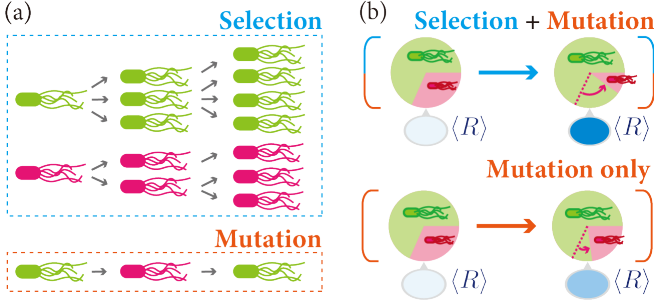 (a)
Selection
Mutation
(b)
Selection + Mutation
⟨R⟩
⟨R⟩
Mutation only
⟨R⟩
⟨R⟩